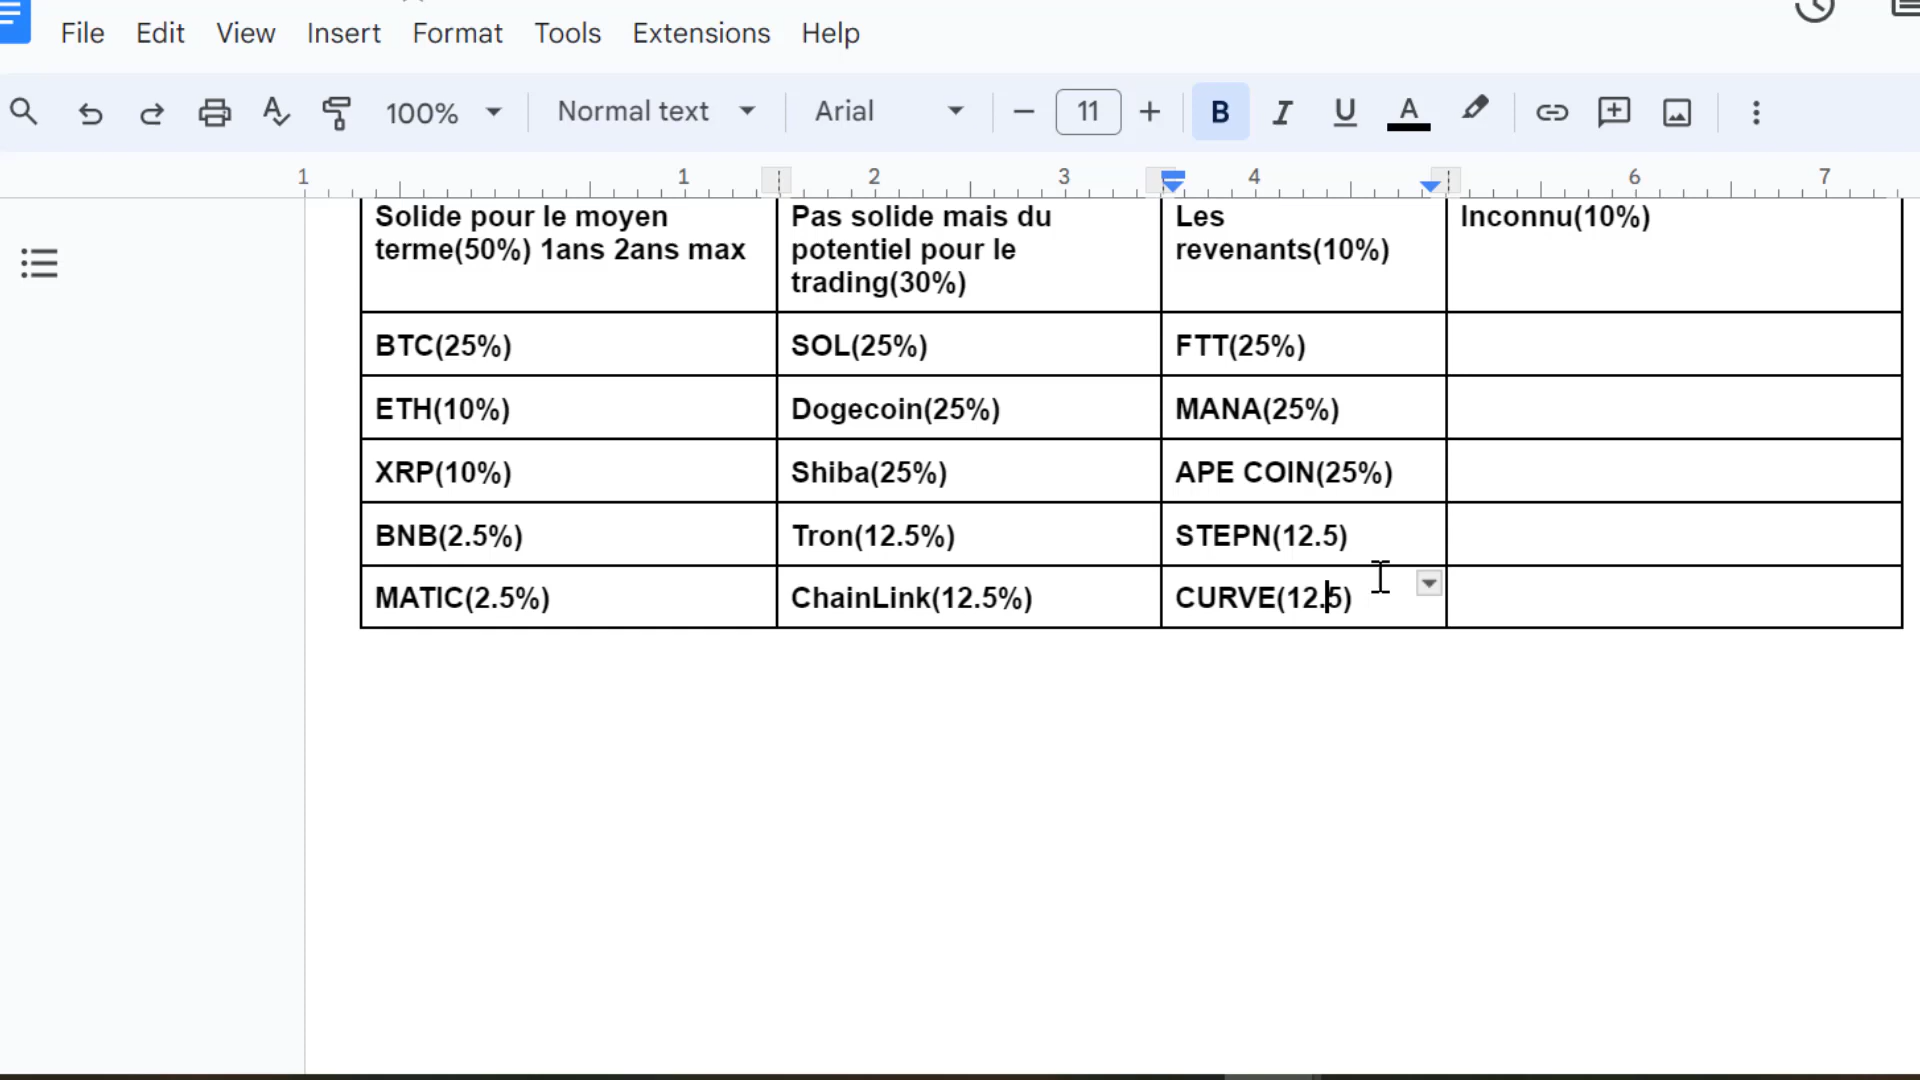 File Edit View Insert Format Tools Extensions Help
100% Normal text Arial 11 B I U A
1 1 2 3 4 6 7
Solide pour le moyen
terme(50%) 1ans 2ans max
Pas solide mais du
potentiel pour le
trading(30%)
Les
revenants(10%)
Inconnu(10%)
BTC(25%) SOL(25%) FTT(25%)
ETH(10%) Dogecoin(25%) MANA(25%)
XRP(10%) Shiba(25%) APE COIN(25%)
BNB(2.5%) Tron(12.5%) STEPN(12.5)
MATIC(2.5%) ChainLink(12.5%) CURVE(12.5)